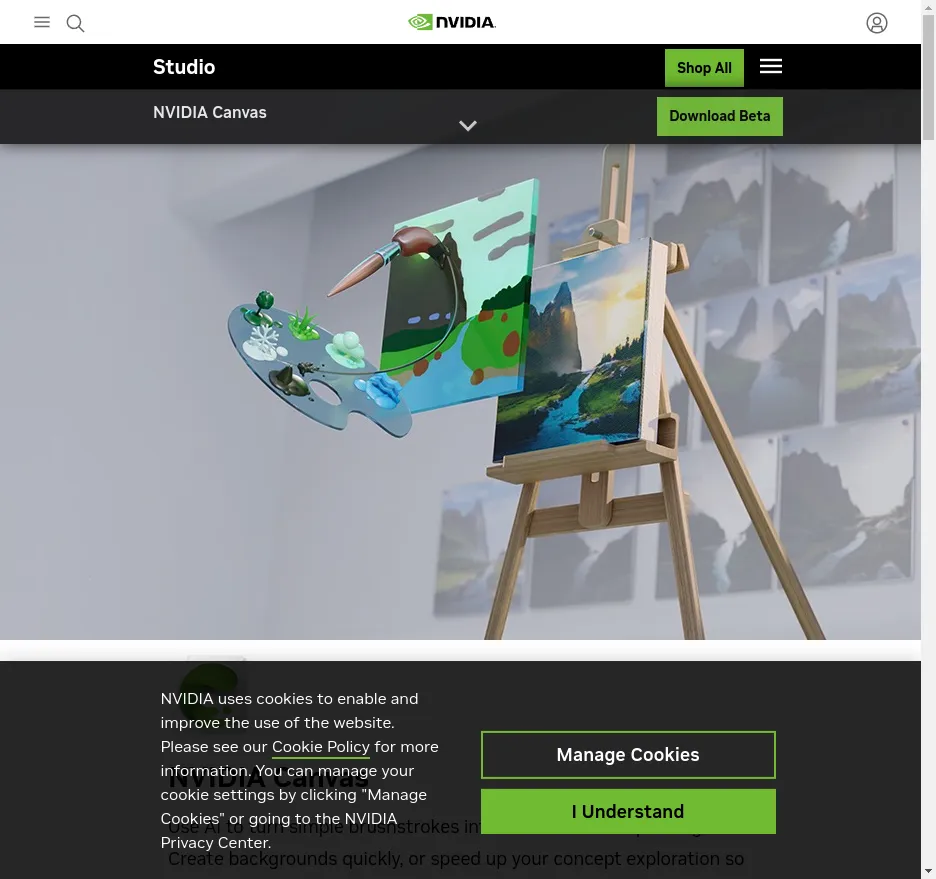 NVIDIA
Studio
Shop All
NVIDIA Canvas
Download Beta
NVIDIA uses cookies to enable and
improve the use of the website.
Please see our Cookie Policy for more
information. You can manage your
cookie settings by clicking "Manage
Cookies" or going to the NVIDIA
Privacy Center.
Manage Cookies
I Understand
NVIDIA Canvas
Use AI to turn simple brushstrokes
Create backgrounds quickly, or speed up your concept exploration so